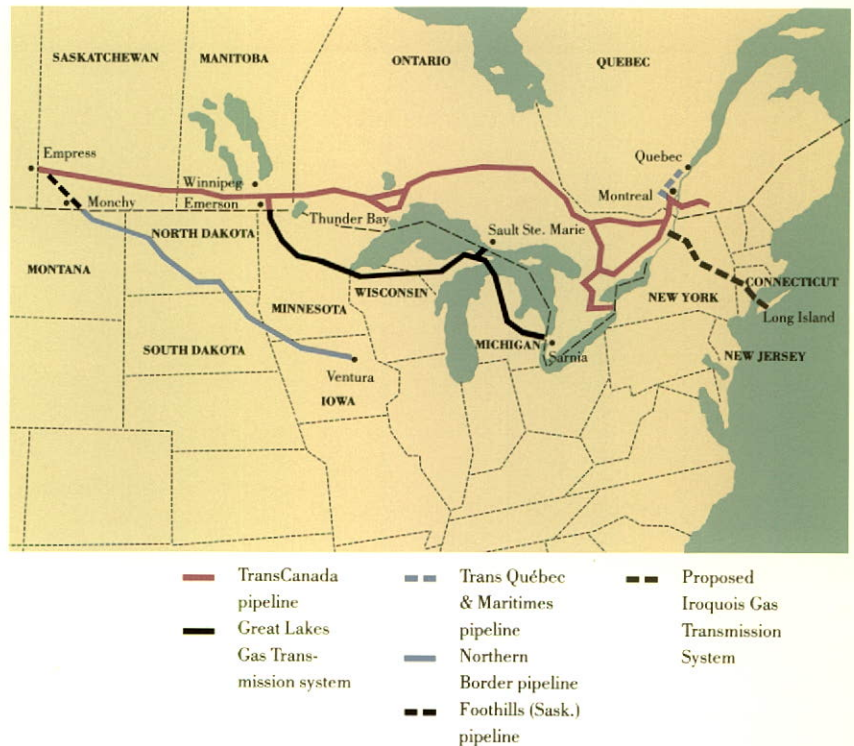 SASKATCHEWAN
MANITOBA
ONTARIO
QUEBEC
Empress
Quebec
Winnipeg
Montreal
Monchy
Emerson
Thunder Bay
NORTH DAKOTA
Sault Ste. Marie
MONTANA
CONNECTICUT
WISCONSIN
NEW YORK
MINNESOTA
Long Island
SOUTH DAKOTA
MICHIGAN
Sarnia
NEW JERSEY
Ventura
IOWA
TransCanada
pipeline
Great Lakes
Gas Trans-
mission system
Trans Québec
& Maritimes
pipeline
Northern
Border pipeline
Foothills (Sask.)
pipeline
Proposed
Iroquois Gas
Transmission
System